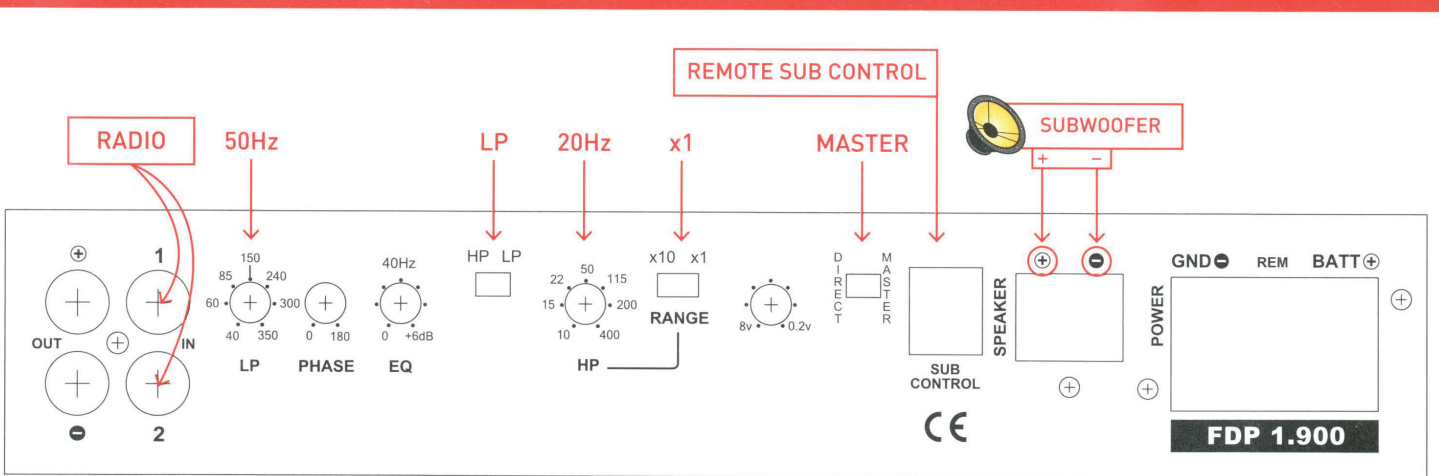 REMOTE SUB CONTROL
RADIO
50Hz
LP
20Hz
x1
MASTER
SUBWOOFER
+ −
⊕
1
OUT
IN
⊖
2
150
85
240
60
300
40
350
LP
0
180
PHASE
40Hz
0
+6dB
EQ
HP LP
50
22
115
15
200
10
400
HP
x10 x1
RANGE
8v
0.2v
DIRECT
MASTER
SUB
CONTROL
CE
SPEAKER
⊕
⊖
POWER
GND⊖
REM
BATT⊕
FDP 1.900